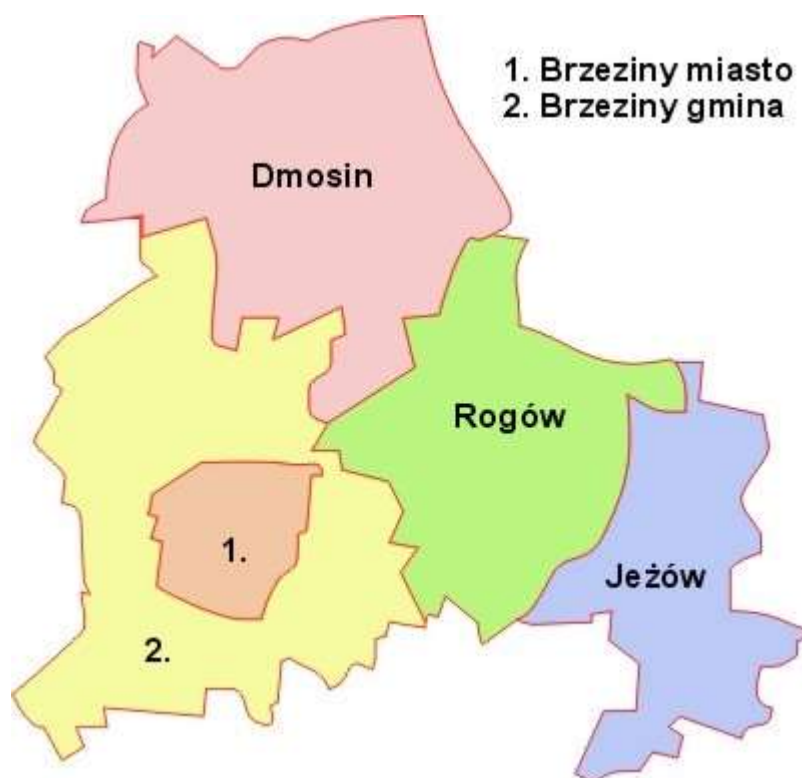 1. Brzeziny miasto
2. Brzeziny gmina
Dmosin
Rogów
1.
Jeżów
2.